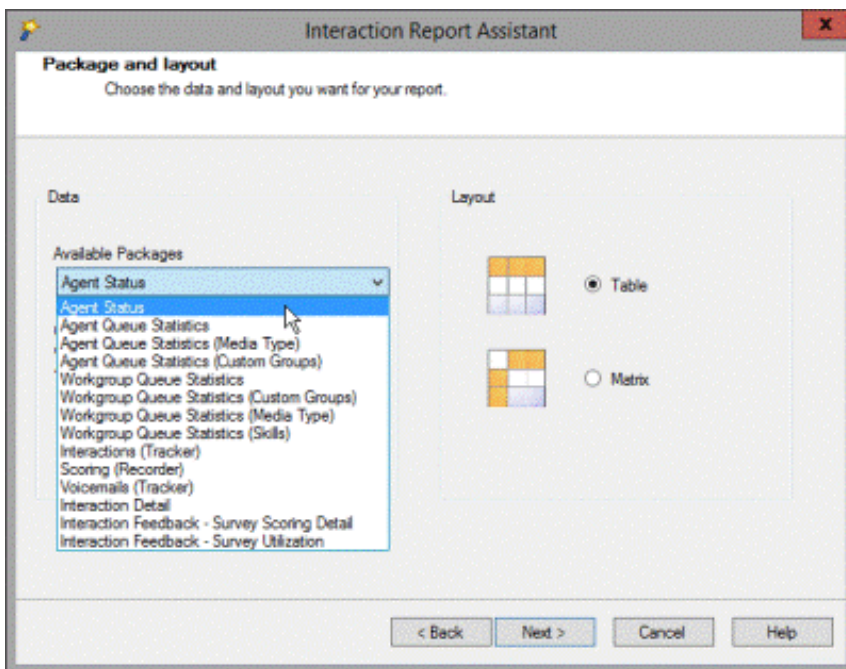 Interaction Report Assistant
x
Package and layout
Choose the data and layout you want for your report.
Data
Available Packages
Agent Status
Agent Status
Agent Queue Statistics
Agent Queue Statistics (Media Type)
Agent Queue Statistics (Custom Groups)
Workgroup Queue Statistics
Workgroup Queue Statistics (Custom Groups)
Workgroup Queue Statistics (Media Type)
Workgroup Queue Statistics (Skills)
Interactions (Tracker)
Scoring (Recorder)
Voicemails (Tracker)
Interaction Detail
Interaction Feedback - Survey Scoring Detail
Interaction Feedback - Survey Utilization
Layout
Table
Matrix
< Back
Next >
Cancel
Help